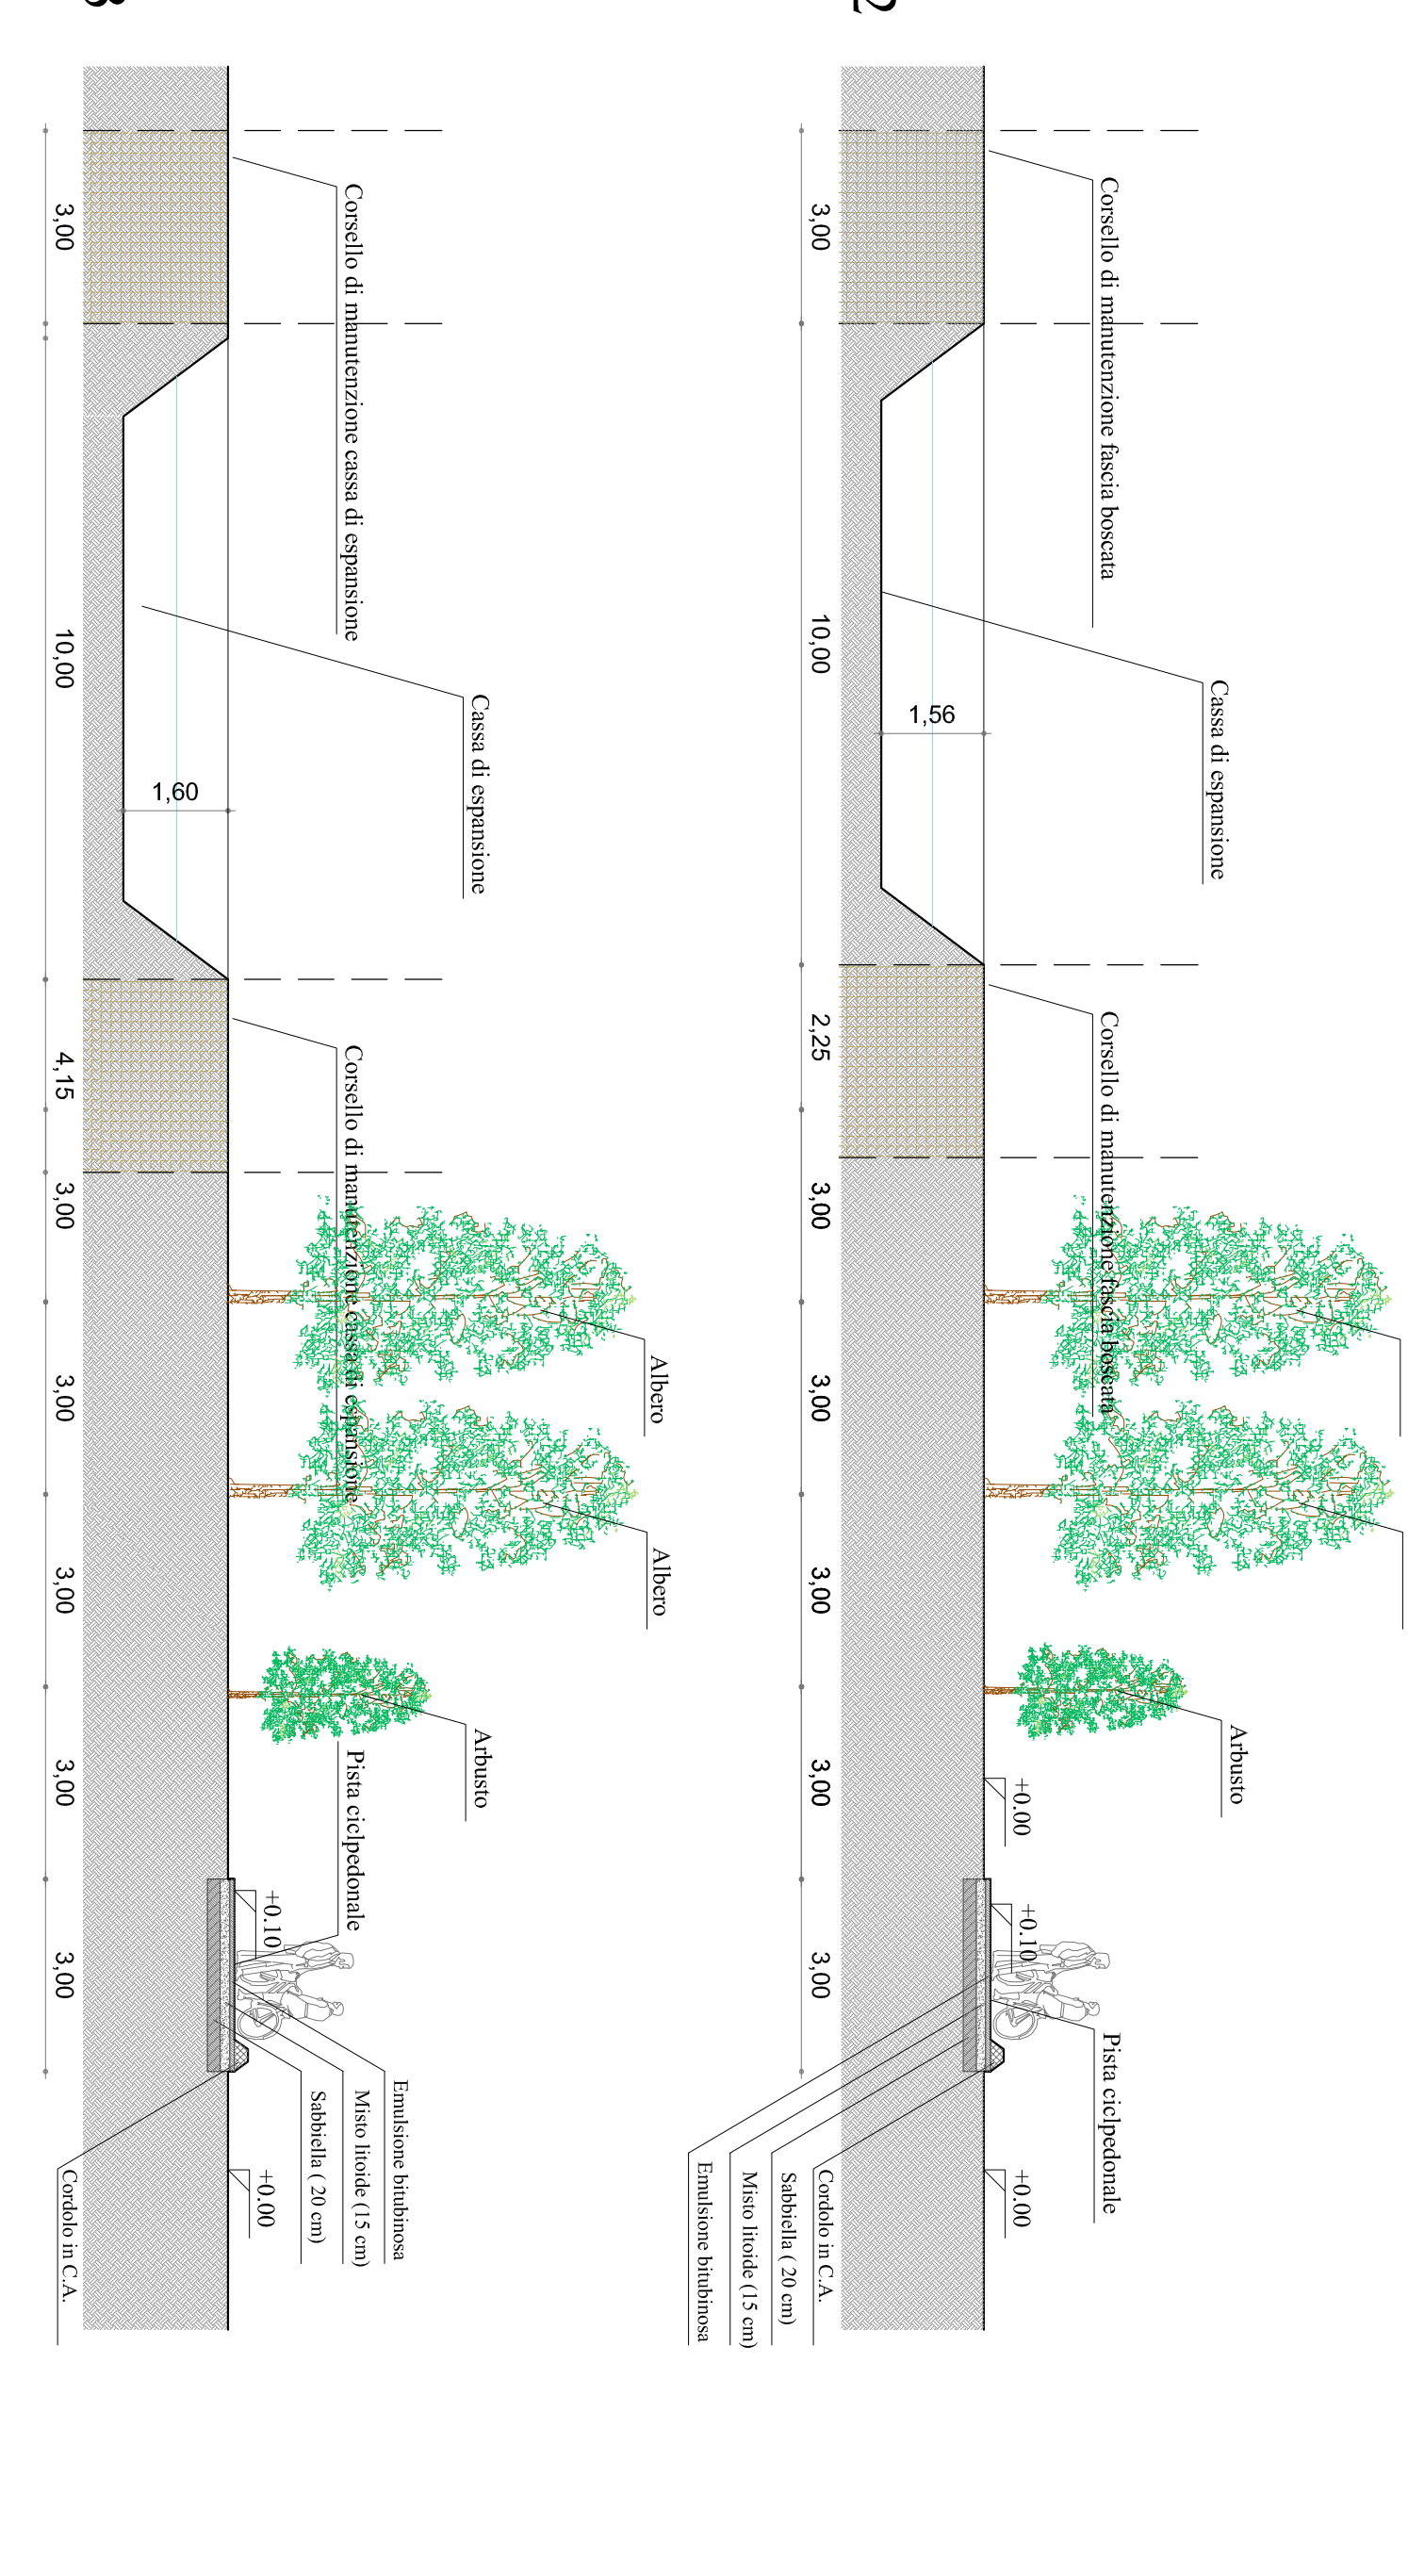 2
Corsello di manutenzione fascia boscata
Cassa di espansione
Corsello di manutenzione fascia boscata
Arbusto
+0.00
+0.10
Pista ciclpedonale
+0.00
1,56
3,00
10,00
2,25
3,00
3,00
3,00
3,00
3,00
Cordolo in C.A.
Sabbiella ( 20 cm)
Misto litoide (15 cm)
Emulsione bitubinosa
Corsello di manutenzione cassa di espansione
Cassa di espansione
Corsello di manutenzione cassa di espansione
Albero
Albero
Arbusto
Pista ciclpedonale
+0.10
Emulsione bitubinosa
Misto litoide (15 cm)
Sabbiella ( 20 cm)
+0.00
1,60
3,00
10,00
4,15
3,00
3,00
3,00
3,00
3,00
Cordolo in C.A.